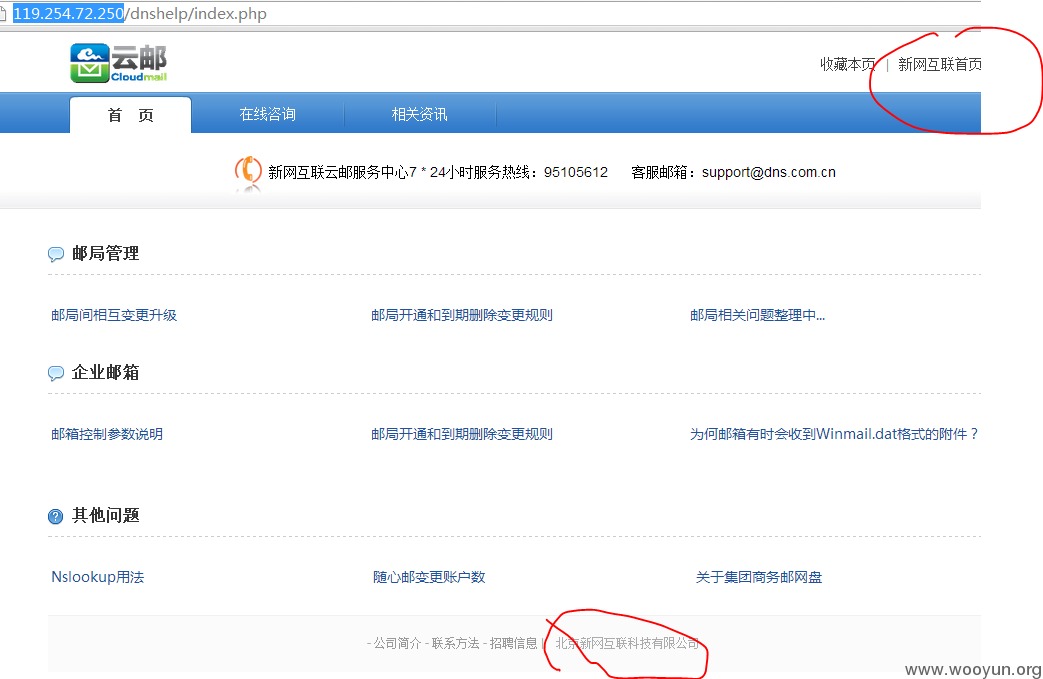 119.254.72.250/dnshelp/index.php
云邮
Cloudmail
收藏本页 | 新网互联首页
首 页 在线咨询 相关资讯
新网互联云邮服务中心7 * 24小时服务热线：95105612 客服邮箱：support@dns.com.cn
邮局管理
邮局间相互变更升级 邮局开通和到期删除变更规则 邮局相关问题整理中...
企业邮箱
邮箱控制参数说明 邮局开通和到期删除变更规则 为何邮箱有时会收到Winmail.dat格式的附件？
其他问题
Nslookup用法 随心邮变更账户数 关于集团商务邮网盘
- 公司简介 - 联系方法 - 招聘信息 | 北京新网互联科技有限公司
www.wooyun.org